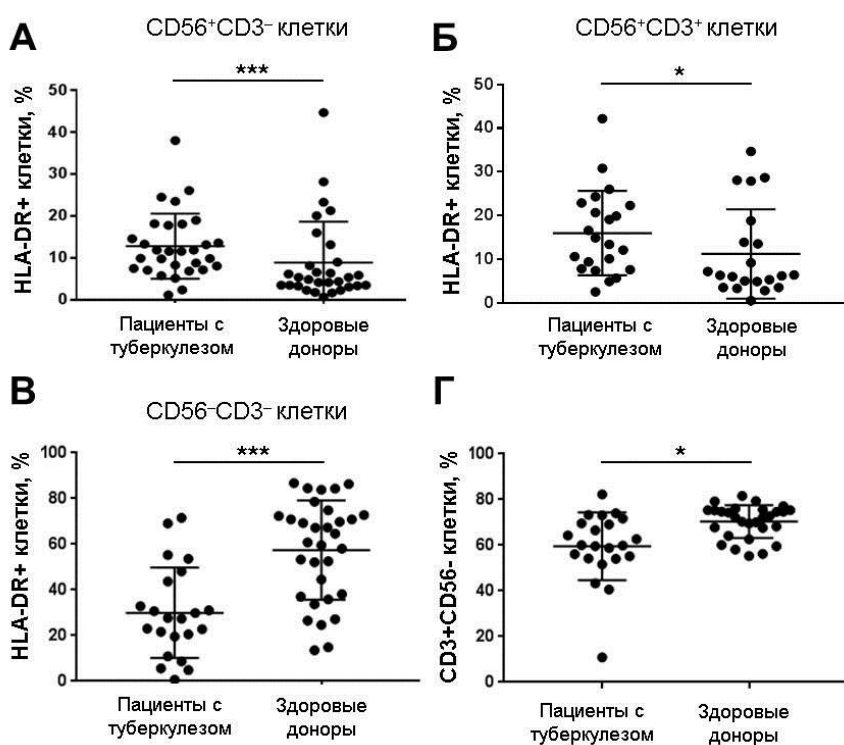 А
CD56⁺CD3⁻ клетки
***
HLA-DR+ клетки, %
50
40
30
20
10
0
Пациенты с
туберкулезом
Здоровые
доноры
Б
CD56⁺CD3⁺ клетки
*
HLA-DR+ клетки, %
50
40
30
20
10
0
Пациенты с
туберкулезом
Здоровые
доноры
В
CD56⁻CD3⁻ клетки
***
HLA-DR+ клетки, %
100
80
60
40
20
0
Пациенты с
туберкулезом
Здоровые
доноры
Г
*
CD3+CD56- клетки, %
100
80
60
40
20
0
Пациенты с
туберкулезом
Здоровые
доноры